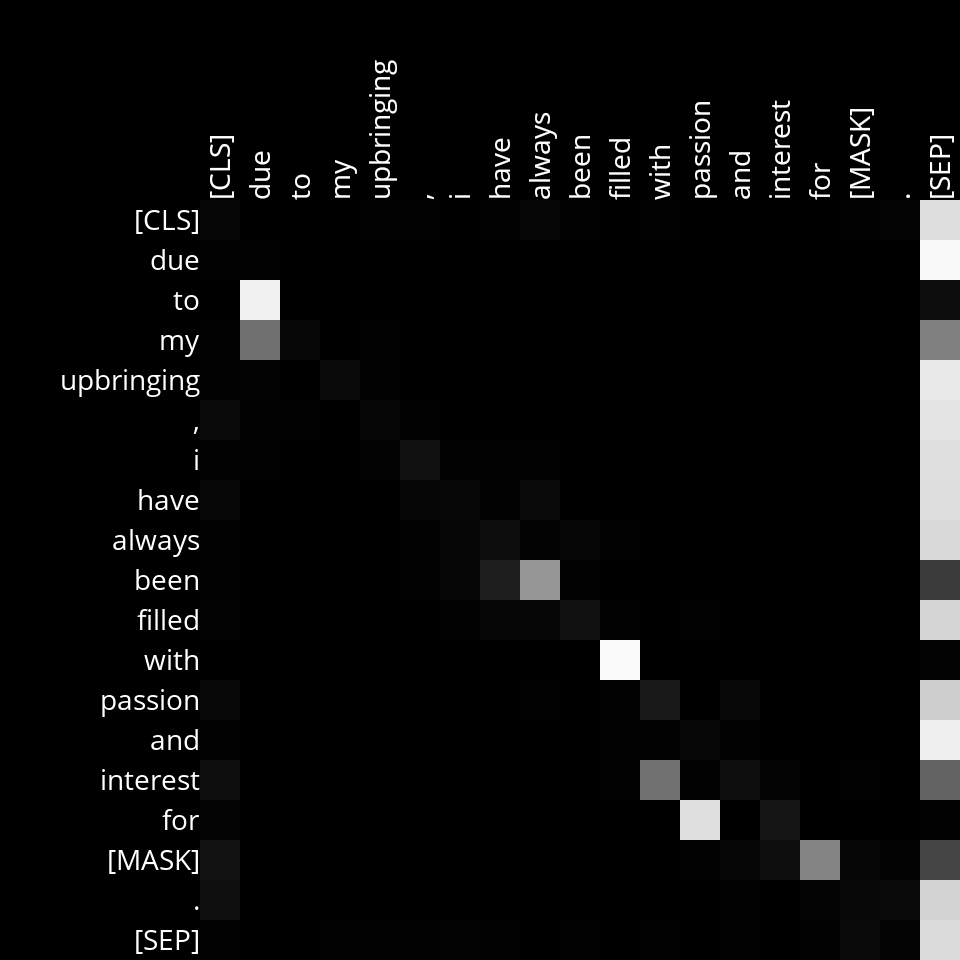 [CLS] due to my upbringing , i have always been filled with passion and interest for [MASK] . [SEP]
[CLS]
due
to
my
upbringing
,
i
have
always
been
filled
with
passion
and
interest
for
[MASK]
.
[SEP]